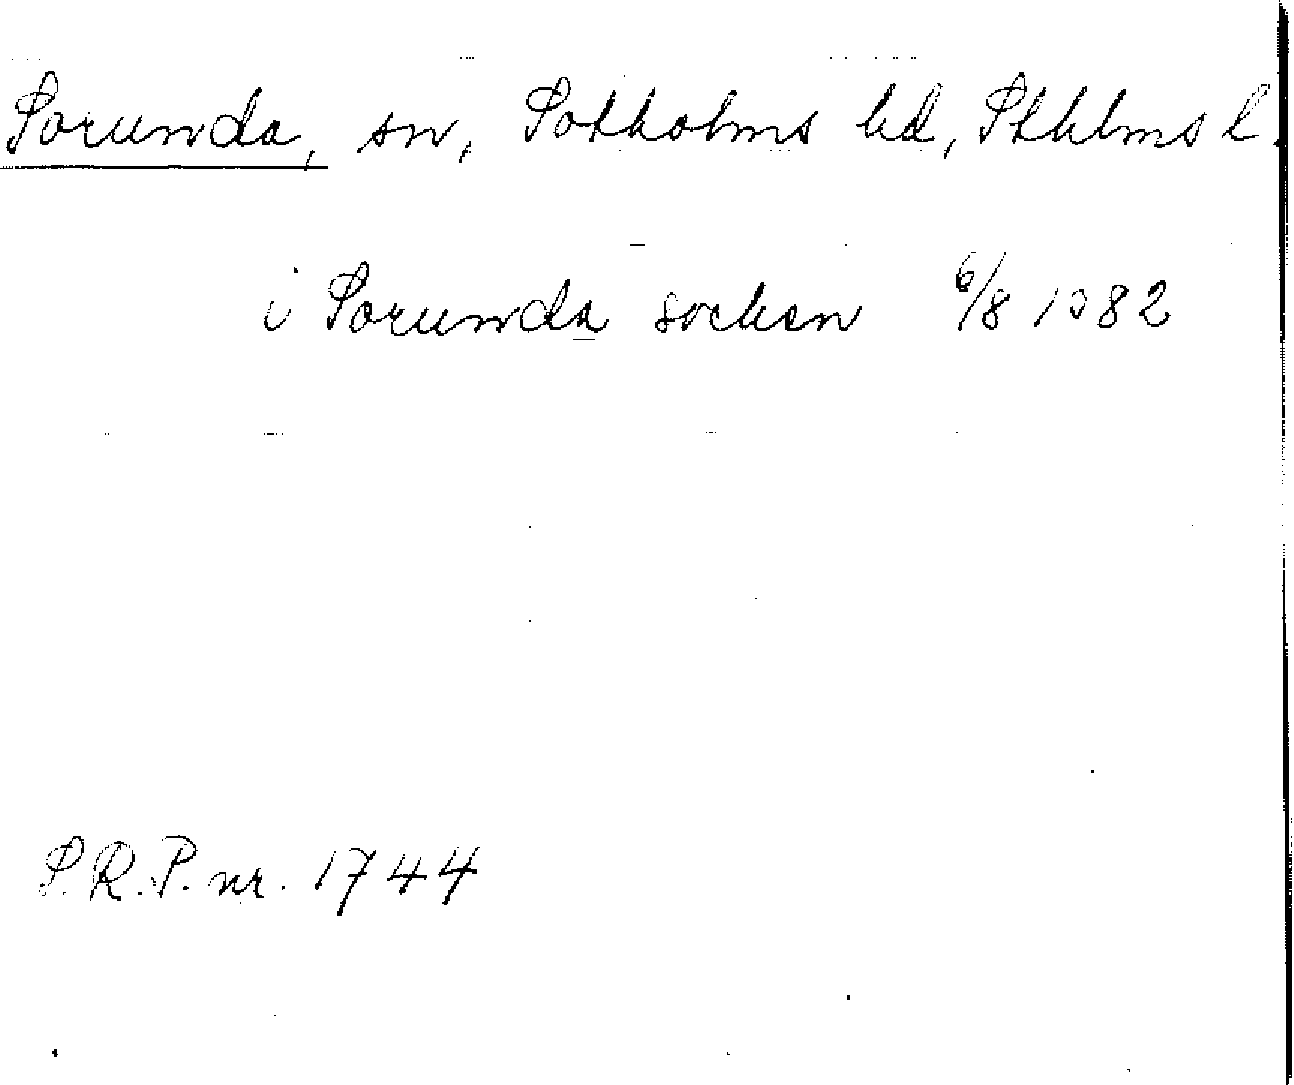 Sorunda, sn, Sotholms hd, Sthlms l.
i Sorunda socken 6/8 1382
S.R.P. nr. 1744